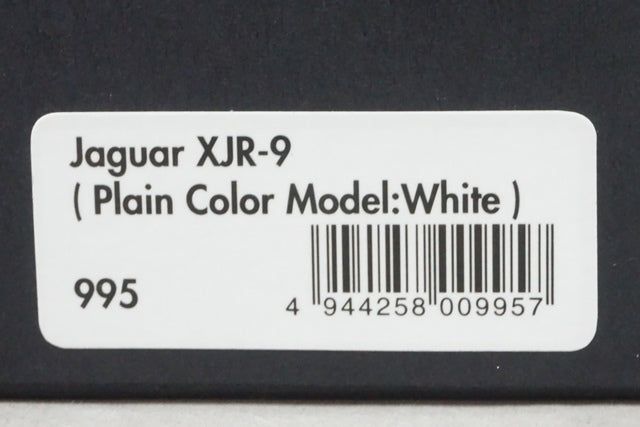 Jaguar XJR-9
( Plain Color Model:White )
995
4 944258 009957